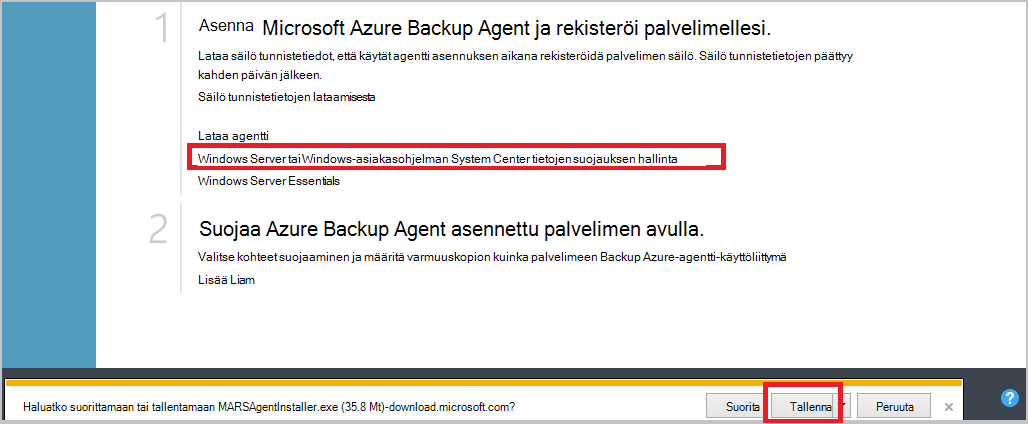 1 Asenna Microsoft Azure Backup Agent ja rekisteröi palvelimellesi.
Lataa säilö tunnistetiedot, että käytät agentti asennuksen aikana rekisteröidä palvelimen säilö. Säilö tunnistetietojen päättyy
kahden päivän jälkeen.
Säilö tunnistetietojen lataamisesta
Lataa agentti
Windows Server tai Windows-asiakasohjelman System Center tietojen suojauksen hallinta
Windows Server Essentials
2 Suojaa Azure Backup Agent asennettu palvelimen avulla.
Valitse kohteet suojaaminen ja määritä varmuuskopion kuinka palvelimeen Backup Azure-agentti-käyttöliittymä
Lisää Liam
Haluatko suorittamaan tai tallentamaan MARSAgentInstaller.exe (35.8 Mt)-download.microsoft.com? Suorita Tallenna Peruuta × ?